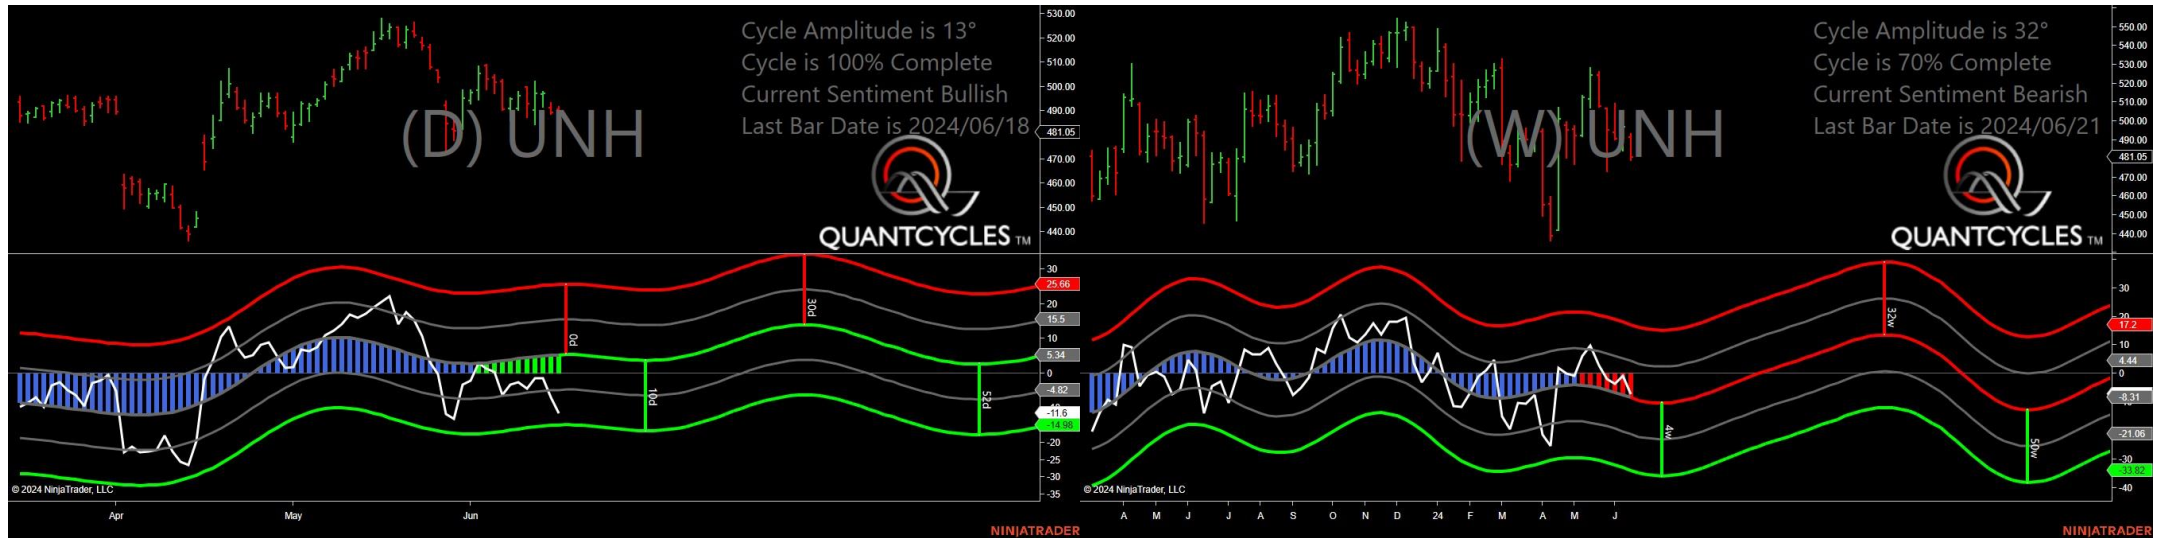 Cycle Amplitude is 13°
Cycle is 100% Complete
Current Sentiment Bullish
Last Bar Date is 2024/06/18
(D) UNH
QUANTCYCLES TM
530.00
520.00
510.00
500.00
490.00
481.05
470.00
460.00
450.00
440.00
30
25.66
20
15.5
10
5.34
0
-4.82
-11.6
-14.98
-20
-25
-30
-35
0d
10d
30d
52d
© 2024 NinjaTrader, LLC
Apr May Jun
NINJATRADER
Cycle Amplitude is 32°
Cycle is 70% Complete
Current Sentiment Bearish
Last Bar Date is 2024/06/21
(W) UNH
QUANTCYCLES TM
550.00
540.00
530.00
520.00
510.00
500.00
490.00
481.05
470.00
460.00
450.00
440.00
30
20
17.2
10
4.44
0
-8.31
-21.06
-30
-33.82
-40
4w
32w
50w
© 2024 NinjaTrader, LLC
A M J J A S O N D 24 F M A M J
NINJATRADER